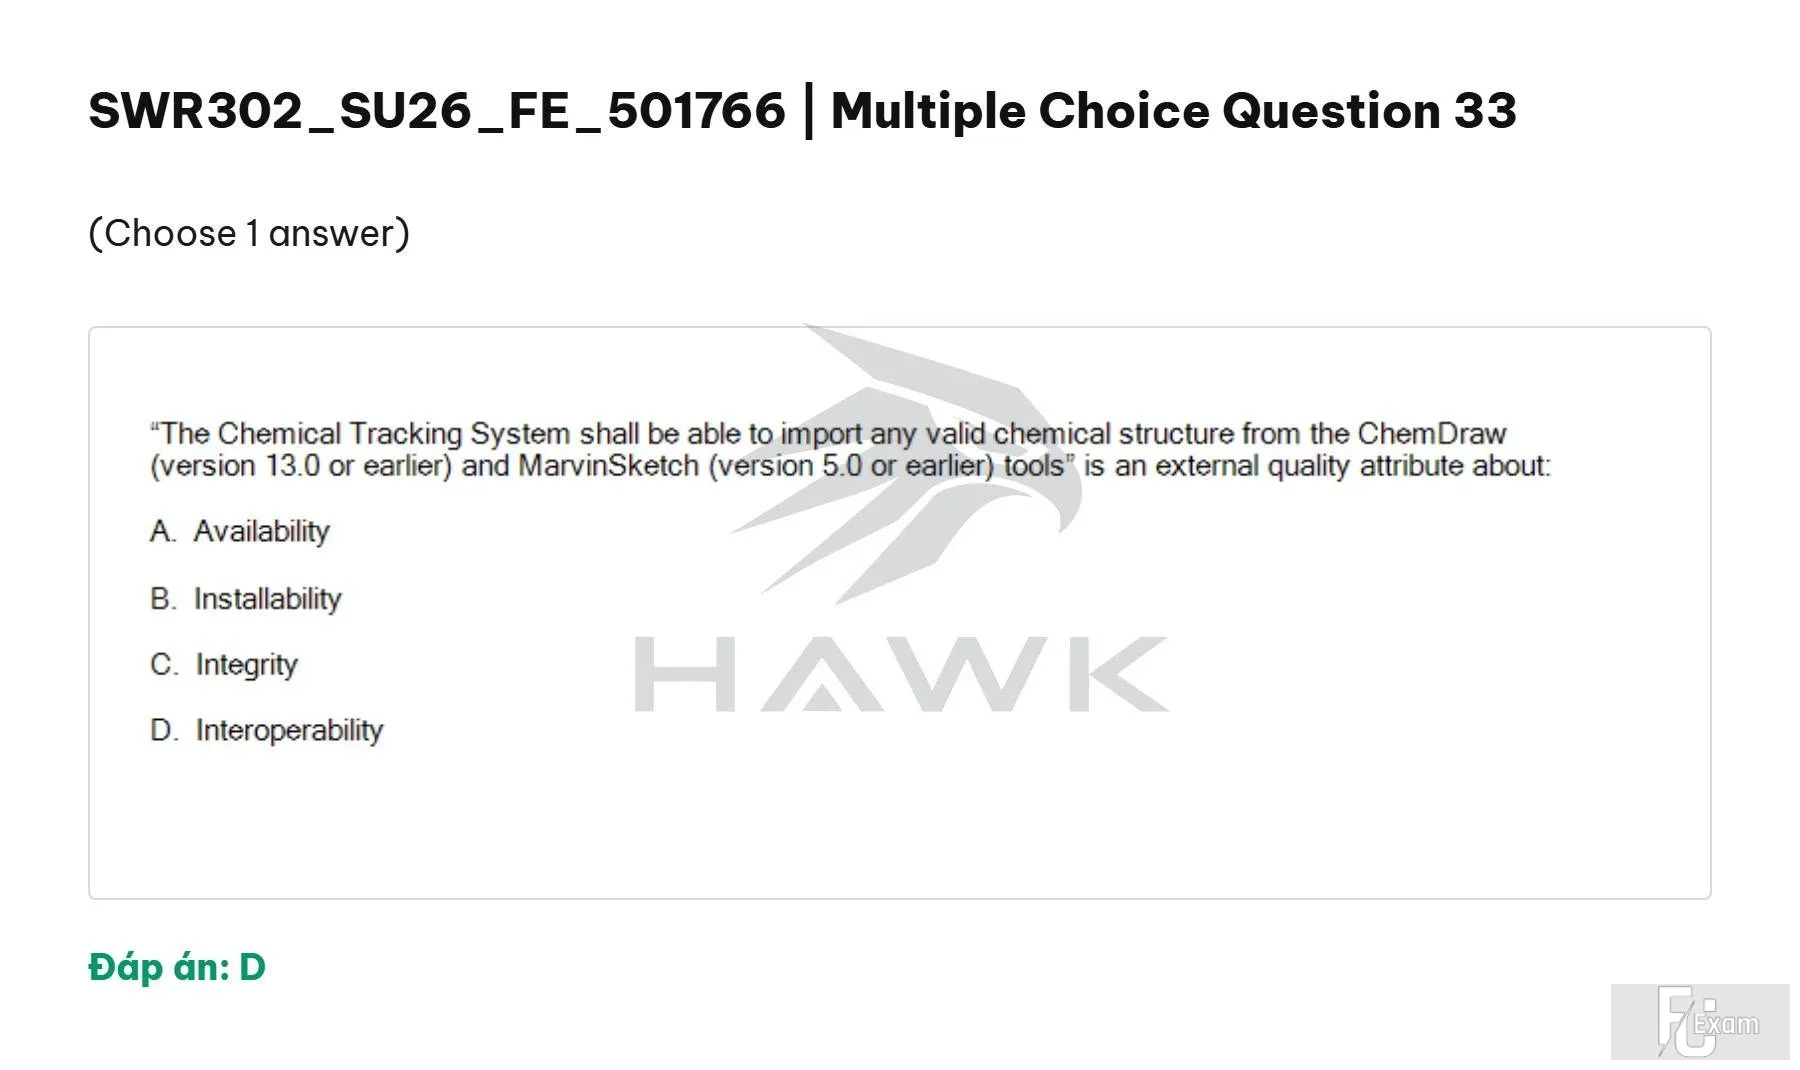 SWR302_SU26_FE_501766 | Multiple Choice Question 33
(Choose 1 answer)
“The Chemical Tracking System shall be able to import any valid chemical structure from the ChemDraw
(version 13.0 or earlier) and MarvinSketch (version 5.0 or earlier) tools” is an external quality attribute about:
A. Availability
B. Installability
C. Integrity
D. Interoperability
HAWK
Đáp án: D
FU Exam